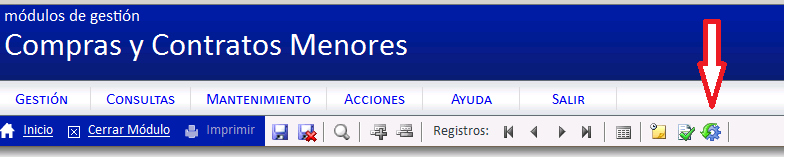 módulos de gestión
Compras y Contratos Menores
Gestión Consultas Mantenimiento Acciones Ayuda Salir
Inicio Cerrar Módulo Imprimir Registros: